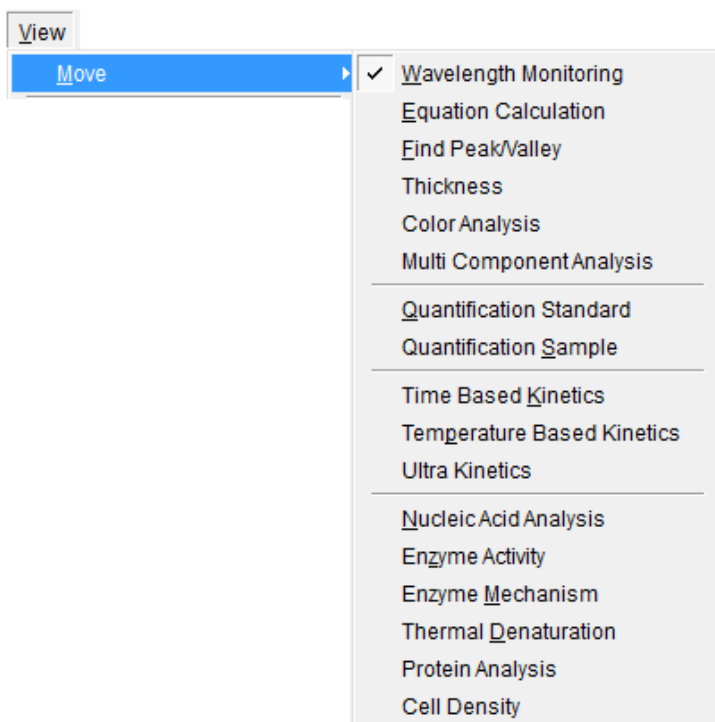 View
Move
Wavelength Monitoring
Equation Calculation
Find Peak/Valley
Thickness
Color Analysis
Multi Component Analysis
Quantification Standard
Quantification Sample
Time Based Kinetics
Temperature Based Kinetics
Ultra Kinetics
Nucleic Acid Analysis
Enzyme Activity
Enzyme Mechanism
Thermal Denaturation
Protein Analysis
Cell Density